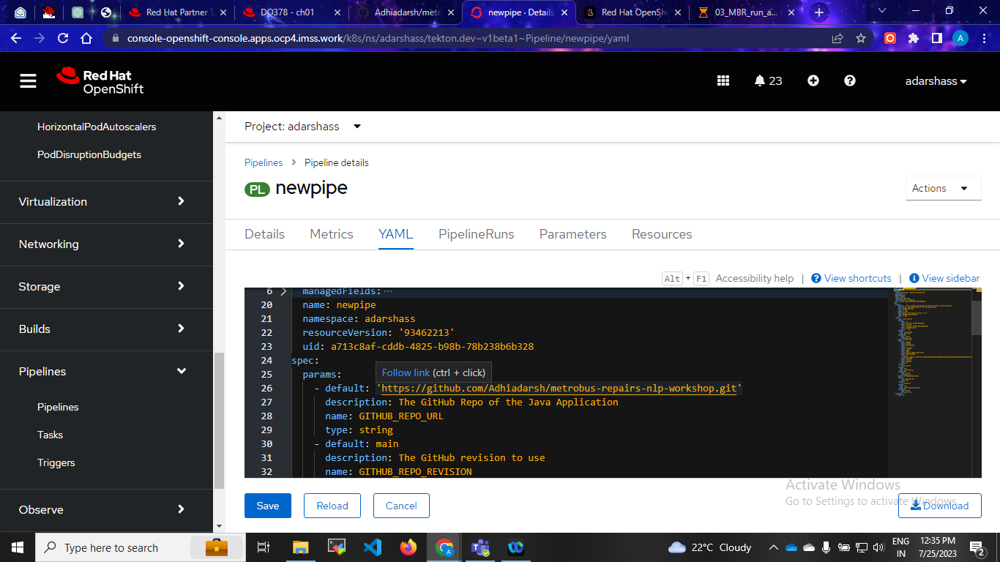 Red Hat Partner T
DO378 - ch01
Adhiadarsh/metr
newpipe · Details
Red Hat OpenShi
03_MBR_run_a...
console-openshift-console.apps.ocp4.imss.work/k8s/ns/adarshass/tekton.dev~v1beta1~Pipeline/newpipe/yaml
A
Red Hat
OpenShift
23
adarshass
HorizontalPodAutoscalers
PodDisruptionBudgets
Virtualization
Networking
Storage
Builds
Pipelines
Pipelines
Tasks
Triggers
Observe
Project: adarshass
Pipelines > Pipeline details
PL newpipe
Actions
Details Metrics YAML PipelineRuns Parameters Resources
Alt + F1 Accessibility help | View shortcuts | View sidebar
6 managedFields:···
20 name: newpipe
21 namespace: adarshass
22 resourceVersion: '93462213'
23 uid: a713c8af-cddb-4825-b98b-78b238b6b328
24 spec:
25 params:
Follow link (ctrl + click)
26 - default: 'https://github.com/Adhiadarsh/metrobus-repairs-nlp-workshop.git'
27 description: The GitHub Repo of the Java Application
28 name: GITHUB_REPO_URL
29 type: string
30 - default: main
31 description: The GitHub revision to use
32 name: GITHUB_REPO_REVISION
Save Reload Cancel Download
Activate Windows
Go to Settings to activate Windows.
Type here to search
22°C Cloudy
ENG
IN
12:35 PM
7/25/2023
2